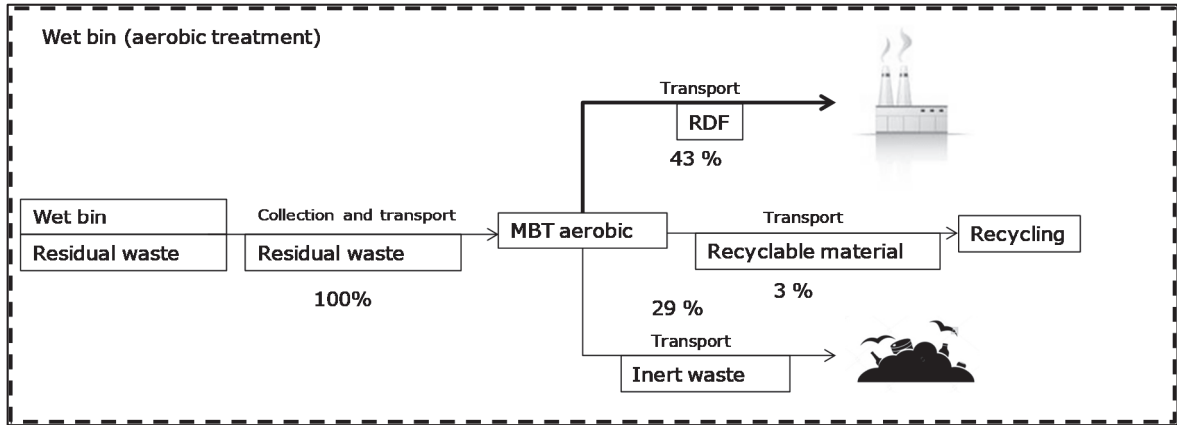 Wet bin (aerobic treatment)
Transport
RDF
43 %
Wet bin
Residual waste
Collection and transport
Residual waste
100%
MBT aerobic
Transport
Recyclable material
3 %
Recycling
29 %
Transport
Inert waste